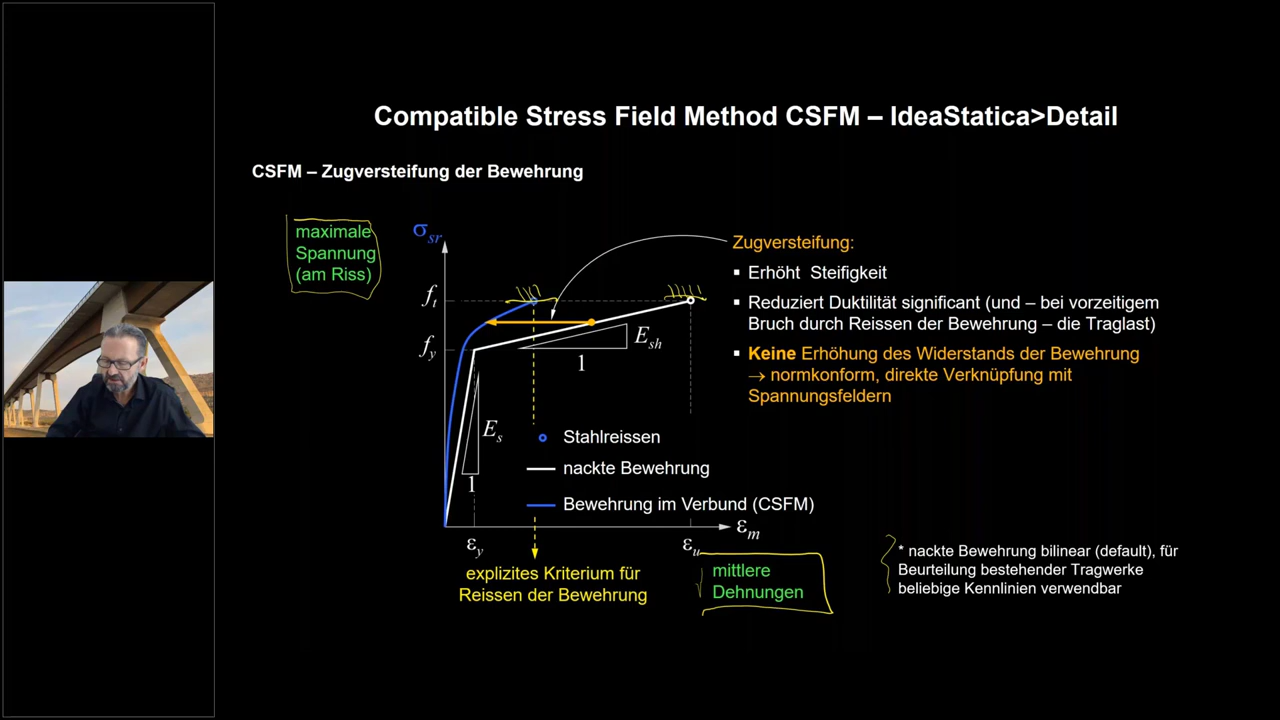 Compatible Stress Field Method CSFM – IdeaStatica>Detail
CSFM – Zugversteifung der Bewehrung
maximale
Spannung
(am Riss)
σsr
ft
fy
Esh
1
Es
1
Zugversteifung:
▪ Erhöht Steifigkeit
▪ Reduziert Duktilität significant (und – bei vorzeitigem
Bruch durch Reissen der Bewehrung – die Traglast)
▪ Keine Erhöhung des Widerstands der Bewehrung
→ normkonform, direkte Verknüpfung mit
Spannungsfeldern
Stahlreissen
nackte Bewehrung
Bewehrung im Verbund (CSFM)
εm
εy
εu
explizites Kriterium für
Reissen der Bewehrung
mittlere
Dehnungen
* nackte Bewehrung bilinear (default), für
Beurteilung bestehender Tragwerke
beliebige Kennlinien verwendbar